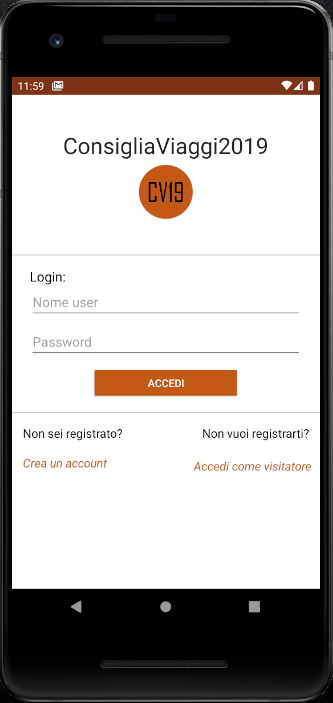 11:59
ConsigliaViaggi2019
CV19
Login:
Nome user
Password
ACCEDI
Non sei registrato? Non vuoi registrarti?
Crea un account Accedi come visitatore